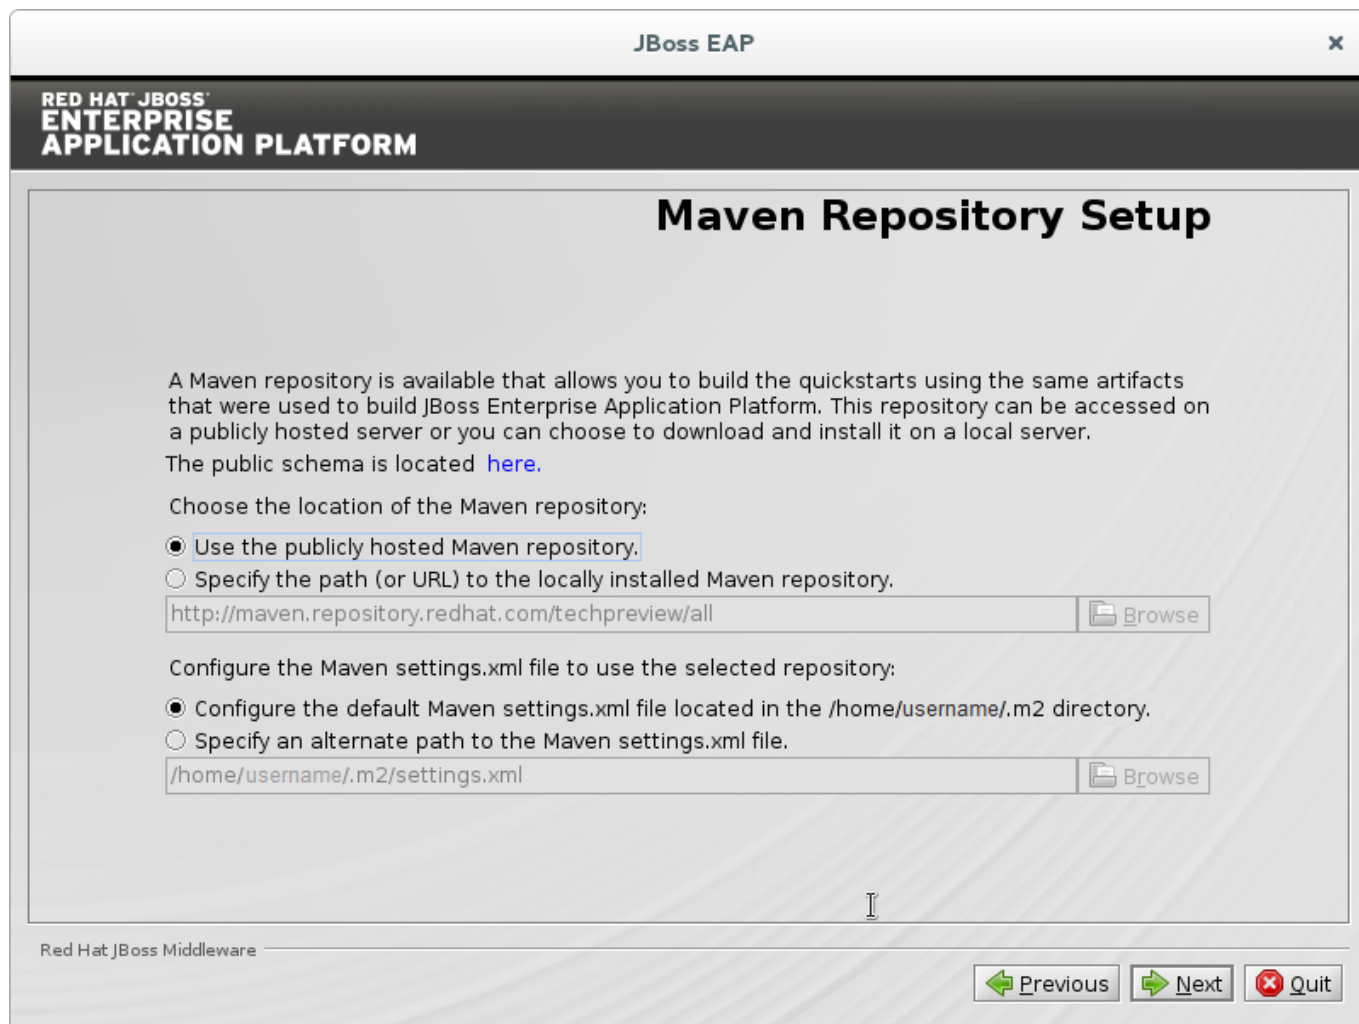 JBoss EAP
RED HAT JBOSS
ENTERPRISE
APPLICATION PLATFORM
Maven Repository Setup
A Maven repository is available that allows you to build the quickstarts using the same artifacts
that were used to build JBoss Enterprise Application Platform. This repository can be accessed on
a publicly hosted server or you can choose to download and install it on a local server.
The public schema is located here.
Choose the location of the Maven repository:
Use the publicly hosted Maven repository.
Specify the path (or URL) to the locally installed Maven repository.
http://maven.repository.redhat.com/techpreview/all Browse
Configure the Maven settings.xml file to use the selected repository:
Configure the default Maven settings.xml file located in the /home/username/.m2 directory.
Specify an alternate path to the Maven settings.xml file.
/home/username/.m2/settings.xml Browse
Red Hat JBoss Middleware
Previous Next Quit